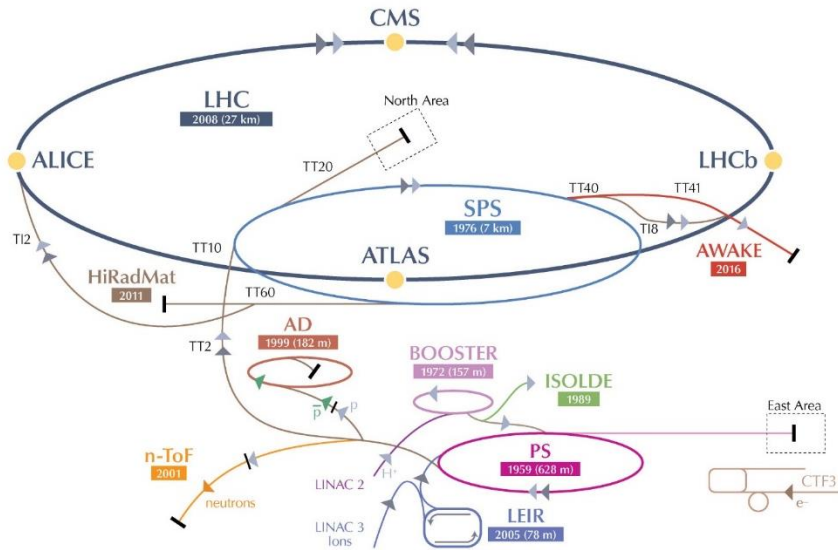 CMS
LHC
2008 (27 km)
North Area
ALICE
LHCb
TT20
TT40
TT41
SPS
1976 (7 km)
TI8
TI2
TT10
ATLAS
AWAKE
2016
HiRadMat
2011
TT60
AD
1999 (182 m)
TT2
BOOSTER
1972 (157 m)
ISOLDE
1989
p
p̅
East Area
n-ToF
2001
PS
1959 (628 m)
H⁺
LINAC 2
neutrons
CTF3
e⁻
LINAC 3
Ions
LEIR
2005 (78 m)